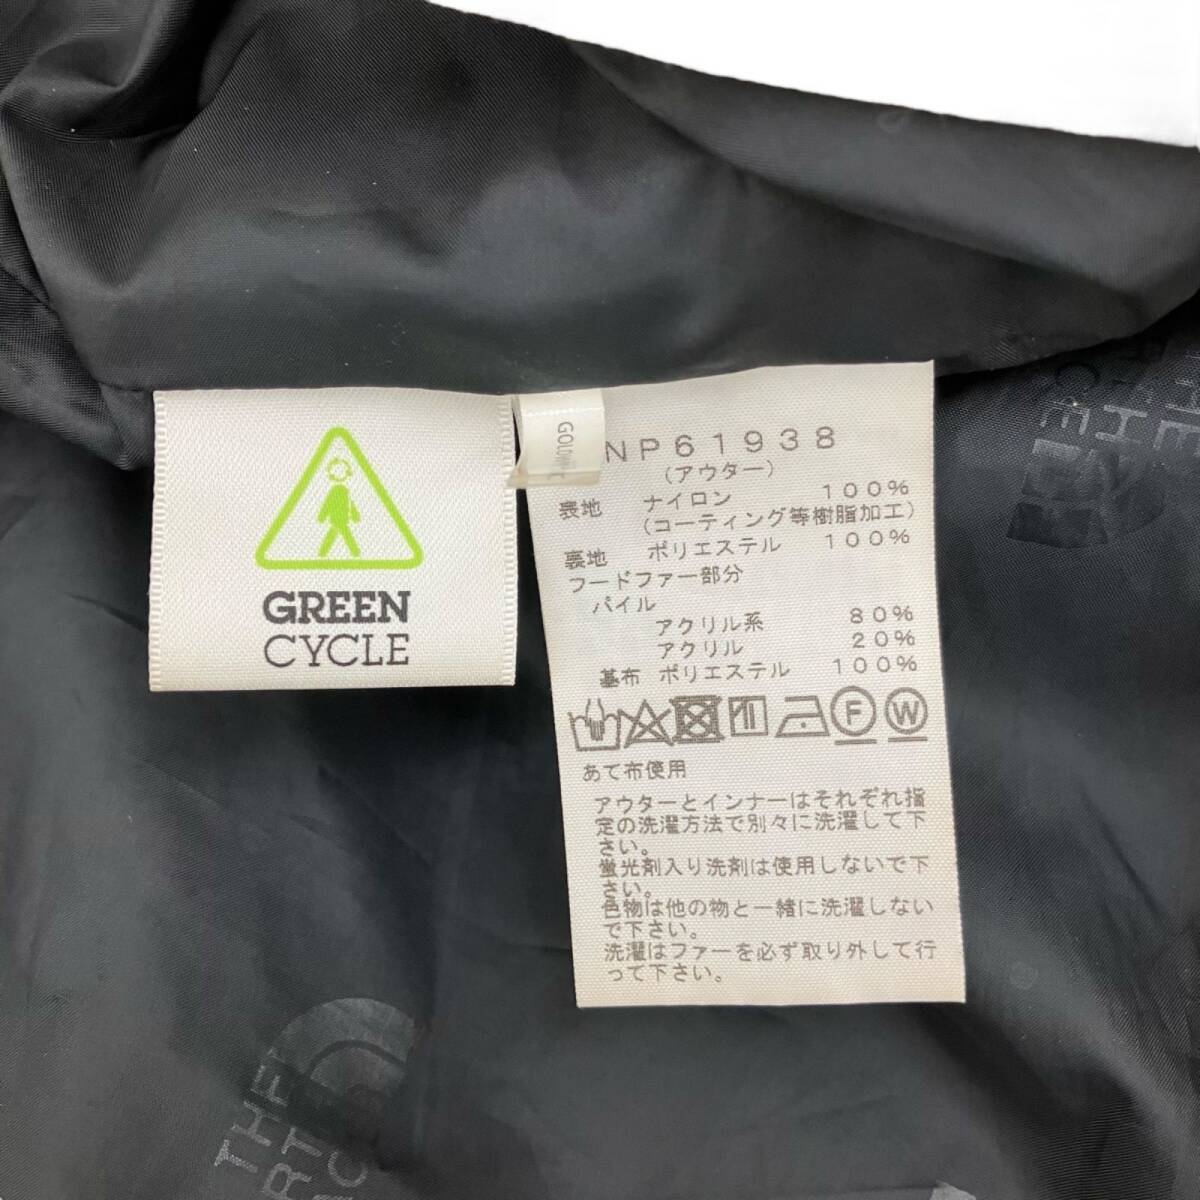 GREEN
CYCLE
NP61938
(アウター)
表地 ナイロン 100%
(コーティング等樹脂加工)
裏地 ポリエステル 100%
フードファー部分
パイル
アクリル系 80%
アクリル 20%
基布 ポリエステル 100%
F W
あて布使用
アウターとインナーはそれぞれ指
定の洗濯方法で別々に洗濯して下
さい。
蛍光剤入り洗剤は使用しないで下
さい。
色物は他の物と一緒に洗濯しない
で下さい。
洗濯はファーを必ず取り外して行
って下さい。
THE